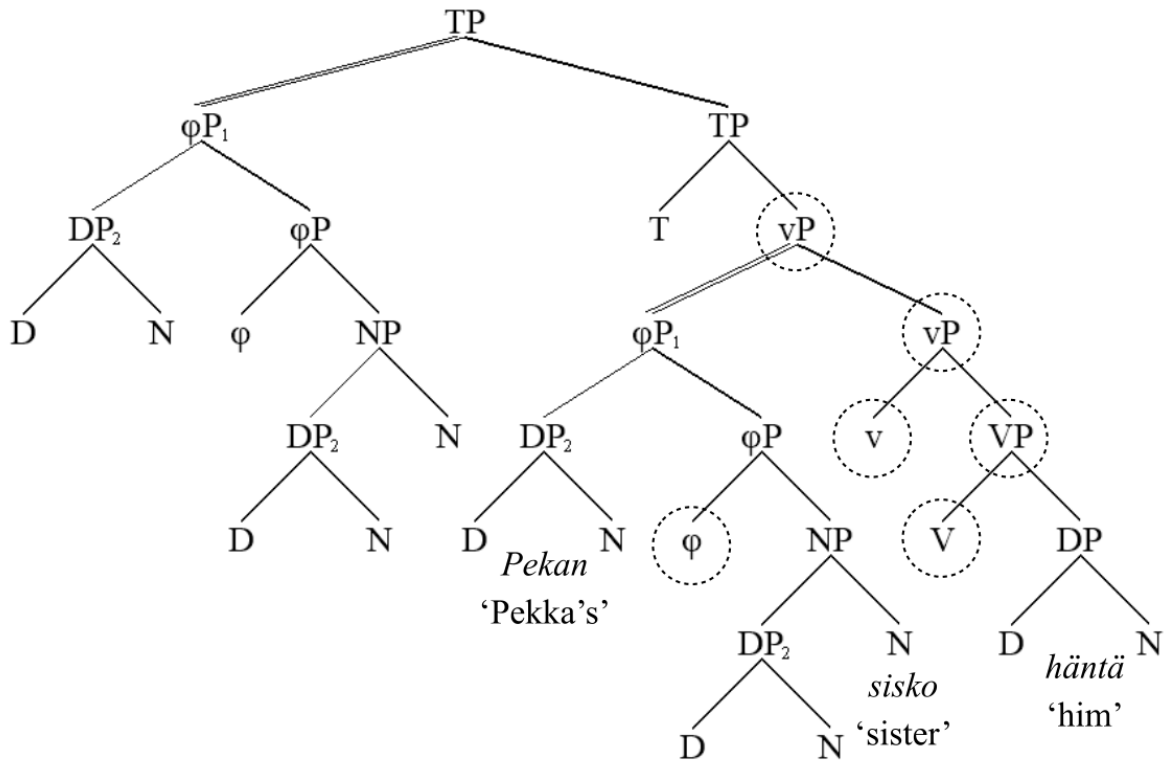 TP
φP₁ TP
DP₂ φP T vP
D N φ NP φP₁ vP
DP₂ N DP₂ φP v VP
D N D N φ NP V DP
Pekan
‘Pekka's’
DP₂ N D N
sisko häntä
‘sister’ ‘him’
D N